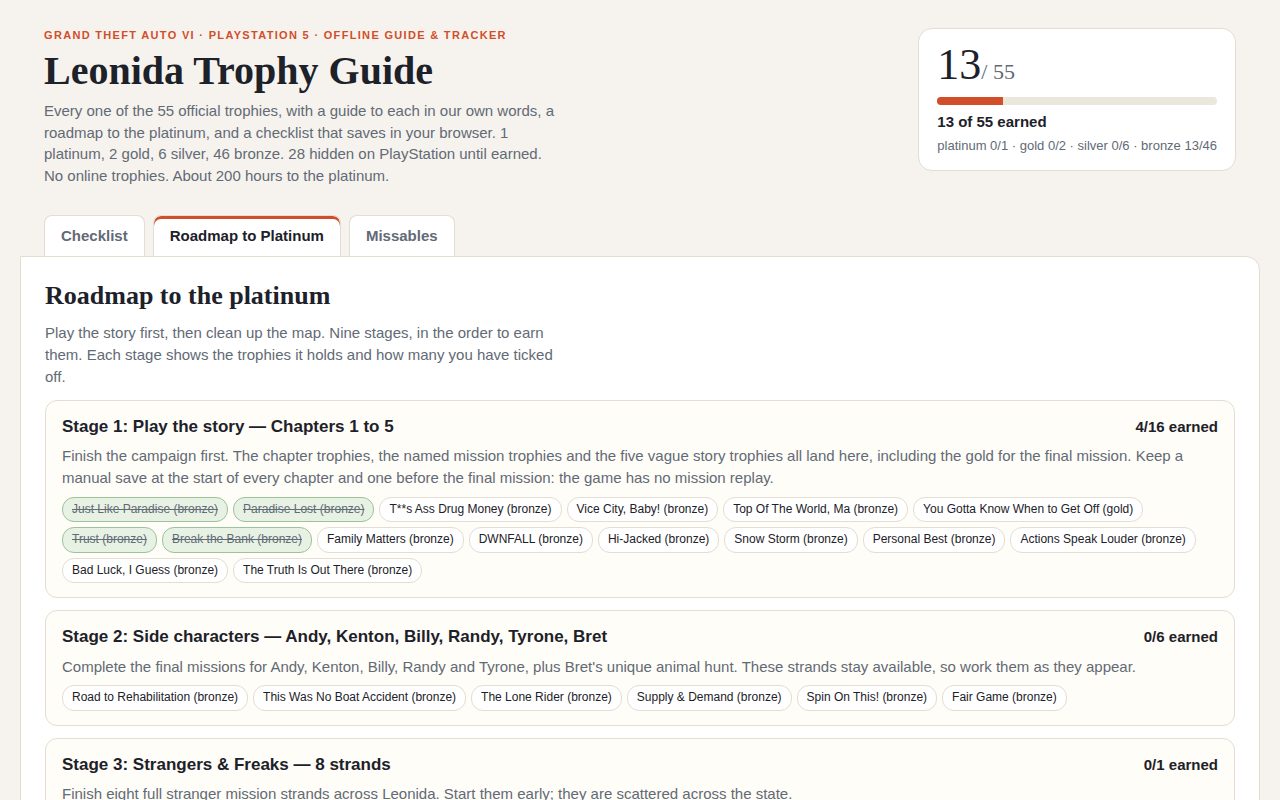 GRAND THEFT AUTO VI · PLAYSTATION 5 · OFFLINE GUIDE & TRACKER
Leonida Trophy Guide
Every one of the 55 official trophies, with a guide to each in our own words, a
roadmap to the platinum, and a checklist that saves in your browser. 1
platinum, 2 gold, 6 silver, 46 bronze. 28 hidden on PlayStation until earned.
No online trophies. About 200 hours to the platinum.
13/ 55
13 of 55 earned
platinum 0/1 · gold 0/2 · silver 0/6 · bronze 13/46
Checklist
Roadmap to Platinum
Missables
Roadmap to the platinum
Play the story first, then clean up the map. Nine stages, in the order to earn
them. Each stage shows the trophies it holds and how many you have ticked
off.
Stage 1: Play the story — Chapters 1 to 5
4/16 earned
Finish the campaign first. The chapter trophies, the named mission trophies and the five vague story trophies all land here, including the gold for the final mission. Keep a
manual save at the start of every chapter and one before the final mission: the game has no mission replay.
Just Like Paradise (bronze) Paradise Lost (bronze) T**s Ass Drug Money (bronze) Vice City, Baby! (bronze) Top Of The World, Ma (bronze) You Gotta Know When to Get Off (gold)
Trust (bronze) Break the Bank (bronze) Family Matters (bronze) DWNFALL (bronze) Hi-Jacked (bronze) Snow Storm (bronze) Personal Best (bronze) Actions Speak Louder (bronze)
Bad Luck, I Guess (bronze) The Truth Is Out There (bronze)
Stage 2: Side characters — Andy, Kenton, Billy, Randy, Tyrone, Bret
0/6 earned
Complete the final missions for Andy, Kenton, Billy, Randy and Tyrone, plus Bret's unique animal hunt. These strands stay available, so work them as they appear.
Road to Rehabilitation (bronze) This Was No Boat Accident (bronze) The Lone Rider (bronze) Supply & Demand (bronze) Spin On This! (bronze) Fair Game (bronze)
Stage 3: Strangers & Freaks — 8 strands
0/1 earned
Finish eight full stranger mission strands across Leonida. Start them early; they are scattered across the state.